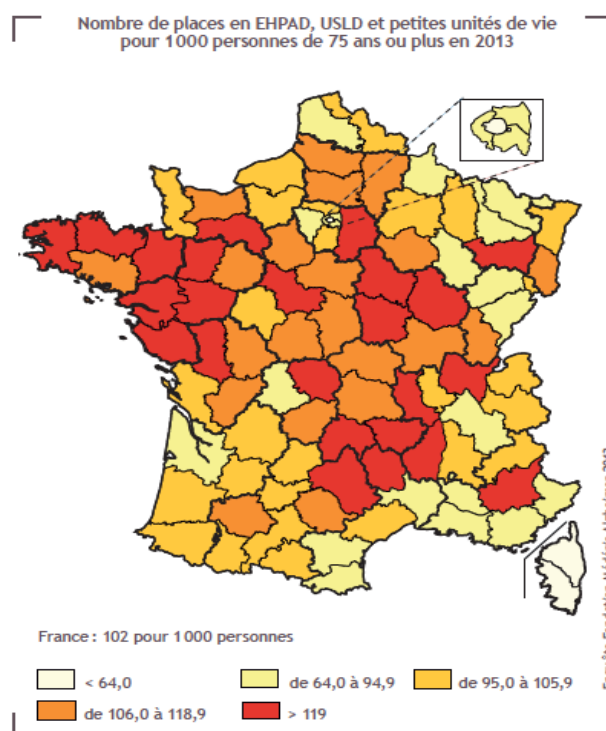 Nombre de places en EHPAD, USLD et petites unités de vie
pour 1000 personnes de 75 ans ou plus en 2013
France : 102 pour 1000 personnes
< 64,0
de 64,0 à 94,9
de 95,0 à 105,9
de 106,0 à 118,9
> 119